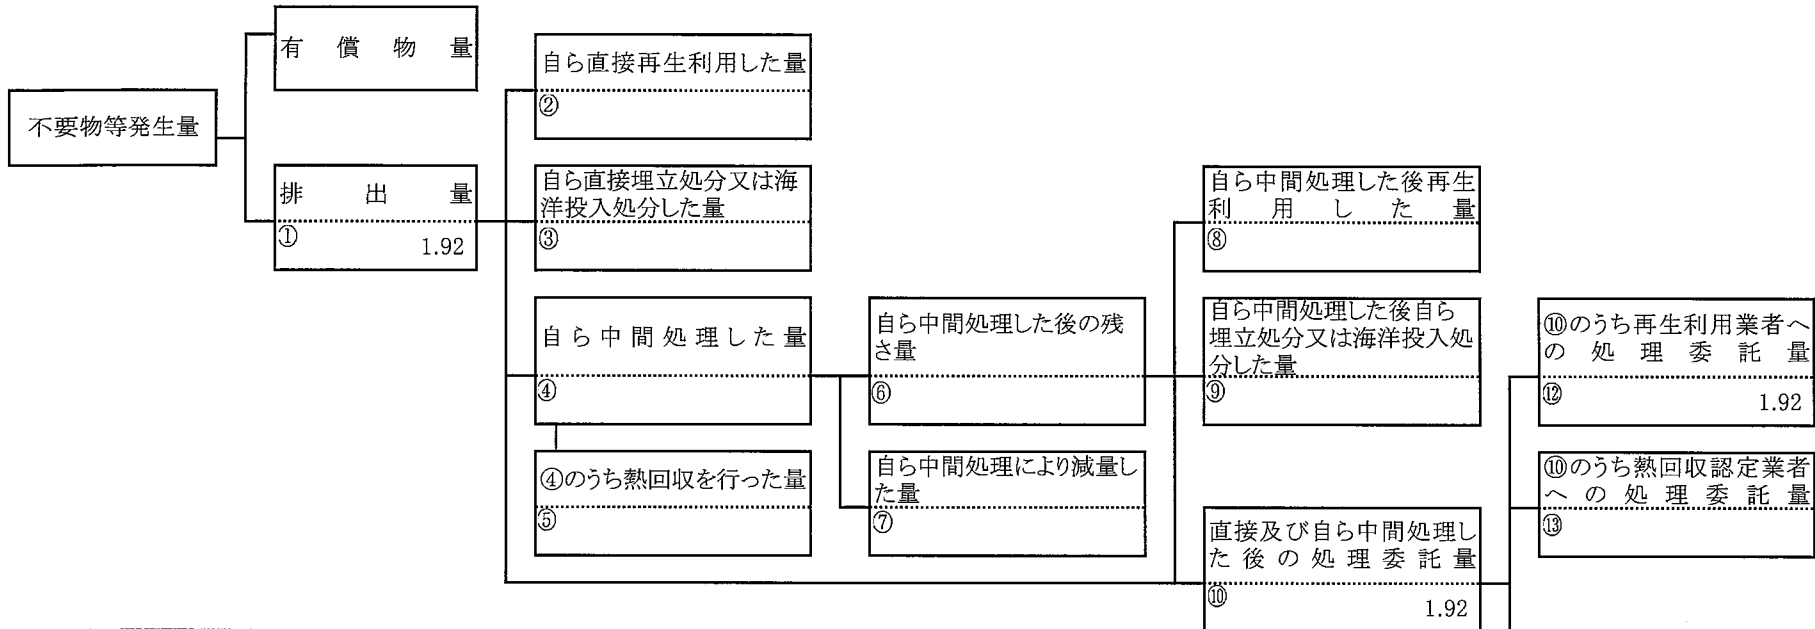 有償物量
不要物等発生量
排出量
①
1.92
自ら直接再生利用した量
②
自ら直接埋立処分又は海
洋投入処分した量
③
自ら中間処理した量
④
④のうち熱回収を行った量
⑤
自ら中間処理した後の残
さ量
⑥
自ら中間処理により減量し
た量
⑦
自ら中間処理した後再生
利用した量
⑧
自ら中間処理した後自ら
埋立処分又は海洋投入処
分した量
⑨
直接及び自ら中間処理し
た後の処理委託量
⑩
1.92
⑩のうち再生利用業者へ
の処理委託量
⑫
1.92
⑩のうち熱回収認定業者
への処理委託量
⑬